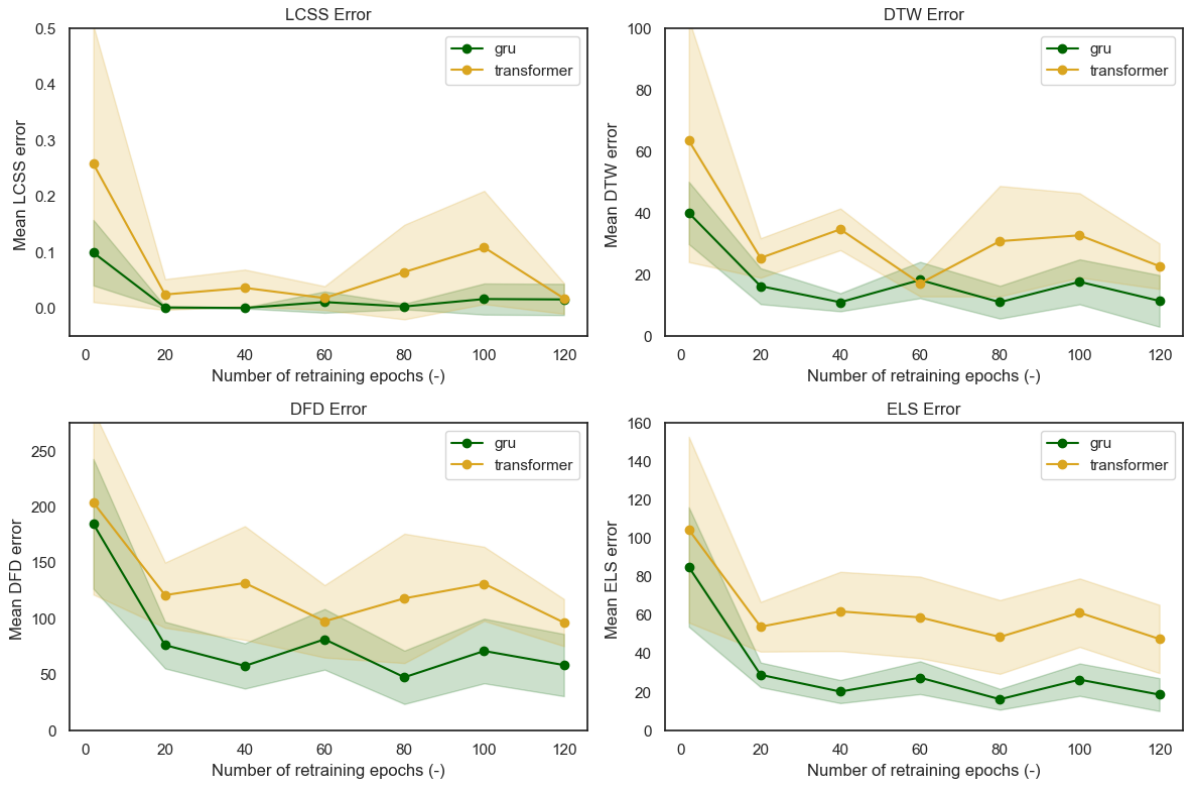 LCSS Error
Mean LCSS error
0.5
0.4
0.3
0.2
0.1
0.0
gru
transformer
0 20 40 60 80 100 120
Number of retraining epochs (-)
DTW Error
Mean DTW error
100
80
60
40
20
0
gru
transformer
0 20 40 60 80 100 120
Number of retraining epochs (-)
DFD Error
Mean DFD error
250
200
150
100
50
0
gru
transformer
0 20 40 60 80 100 120
Number of retraining epochs (-)
ELS Error
Mean ELS error
160
140
120
100
80
60
40
20
0
gru
transformer
0 20 40 60 80 100 120
Number of retraining epochs (-)